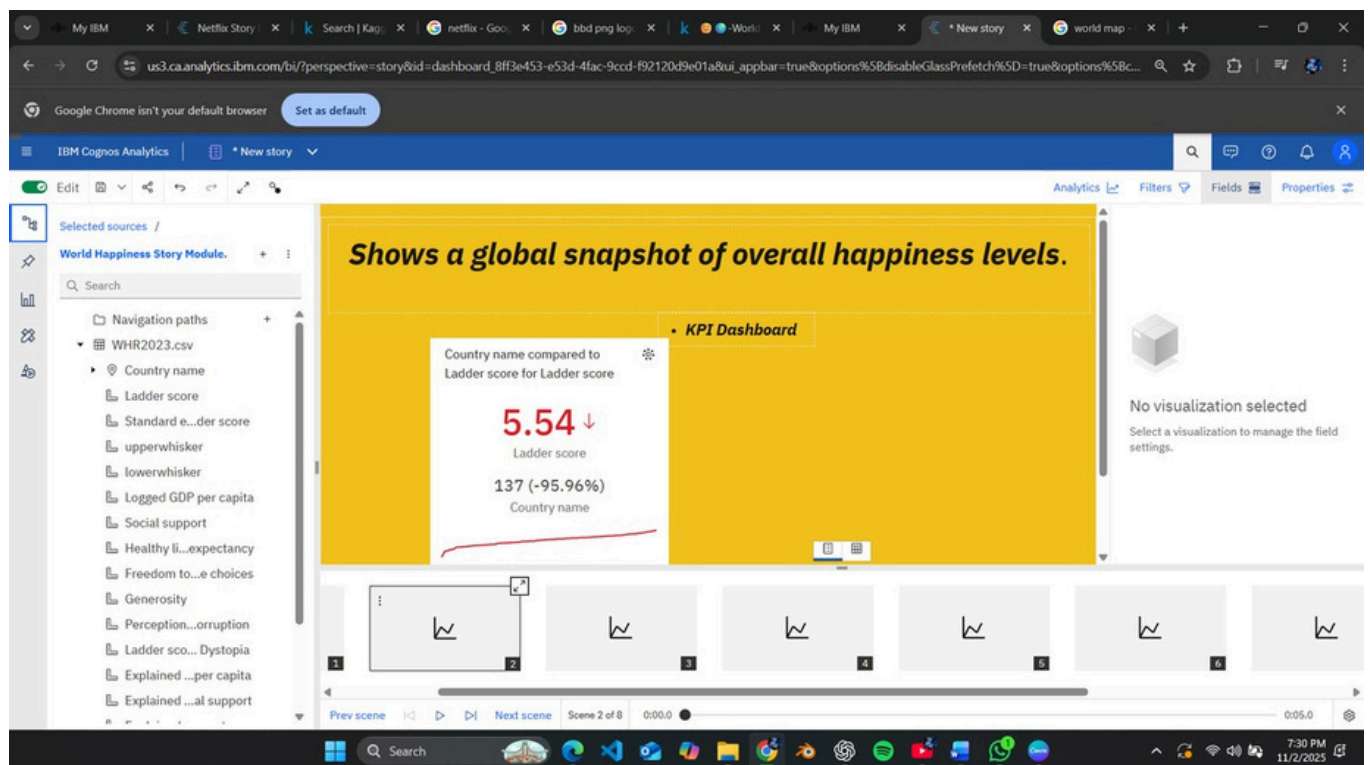 My IBM
Netflix Story
Search | Kag
netflix - Goo
bbd png log
-World
My IBM
* New story
world map -
us3.ca.analytics.ibm.com/bi/?perspective=story&id=dashboard_8ff3e453-e53d-4fac-9ccd-f92120d9e01a&ui_appbar=true&options%5BdisableGlassPrefetch%5D=true&options%5Bc...
Google Chrome isn't your default browser
Set as default
IBM Cognos Analytics
* New story
Edit
Analytics
Filters
Fields
Properties
Selected sources /
World Happiness Story Module.
Search
Navigation paths
WHR2023.csv
Country name
Ladder score
Standard e...der score
upperwhisker
lowerwhisker
Logged GDP per capita
Social support
Healthy li...expectancy
Freedom to...e choices
Generosity
Perception...orruption
Ladder sco... Dystopia
Explained ...per capita
Explained ...al support
Shows a global snapshot of overall happiness levels.
• KPI Dashboard
Country name compared to
Ladder score for Ladder score
5.54 ↓
Ladder score
137 (-95.96%)
Country name
No visualization selected
Select a visualization to manage the field
settings.
1
2
3
4
5
6
Prev scene
Next scene
Scene 2 of 8
0:00.0
0:05.0
Search
7:30 PM
11/2/2025